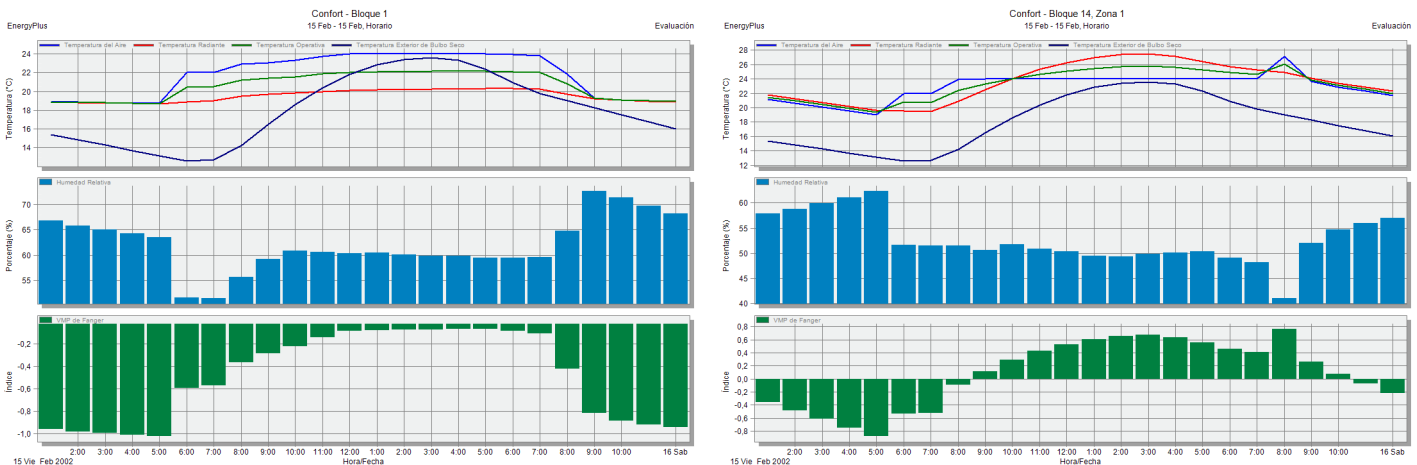 Confort - Bloque 1
EnergyPlus
15 Feb - 15 Feb, Horario
Evaluación
Temperatura del Aire
Temperatura Radiante
Temperatura Operativa
Temperatura Exterior de Bulbo Seco
Temperatura (°C)
24
22
20
18
16
14
Humedad Relativa
Porcentaje (%)
70
65
60
55
VMP de Fanger
Índice
-0,2
-0,4
-0,6
-0,8
-1,0
2:00 3:00 4:00 5:00 6:00 7:00 8:00 9:00 10:00 11:00 12:00 1:00 2:00 3:00 4:00 5:00 6:00 7:00 8:00 9:00 10:00 16 Sab
15 Vie Feb 2002
Hora/Fecha
Confort - Bloque 14, Zona 1
EnergyPlus
15 Feb - 15 Feb, Horario
Evaluación
Temperatura del Aire
Temperatura Radiante
Temperatura Operativa
Temperatura Exterior de Bulbo Seco
Temperatura (°C)
28
26
24
22
20
18
16
14
12
Humedad Relativa
Porcentaje (%)
60
55
50
45
40
VMP de Fanger
Índice
0,8
0,6
0,4
0,2
0,0
-0,2
-0,4
-0,6
-0,8
2:00 3:00 4:00 5:00 6:00 7:00 8:00 9:00 10:00 11:00 12:00 1:00 2:00 3:00 4:00 5:00 6:00 7:00 8:00 9:00 10:00 16 Sab
15 Vie Feb 2002
Hora/Fecha